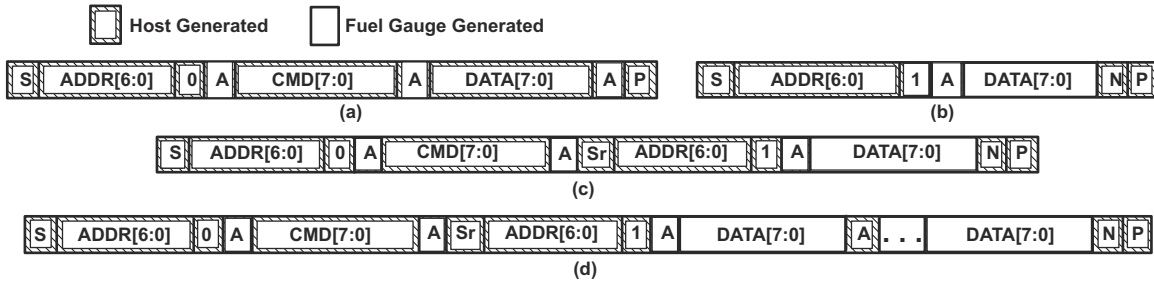 Host Generated Fuel Gauge Generated
S ADDR[6:0] 0 A CMD[7:0] A DATA[7:0] A P S ADDR[6:0] 1 A DATA[7:0] N P
(a) (b)
S ADDR[6:0] 0 A CMD[7:0] A Sr ADDR[6:0] 1 A DATA[7:0] N P
(c)
S ADDR[6:0] 0 A CMD[7:0] A Sr ADDR[6:0] 1 A DATA[7:0] A . . . DATA[7:0] N P
(d)